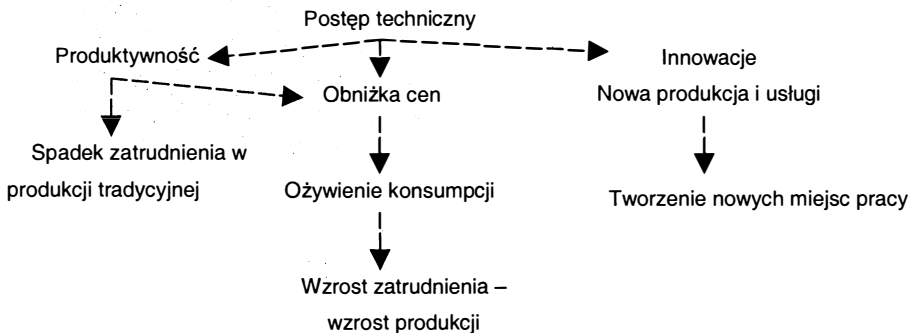 Postęp techniczny
Produktywność
Innowacje
Obniżka cen
Nowa produkcja i usługi
Spadek zatrudnienia w
produkcji tradycyjnej
Ożywienie konsumpcji
Tworzenie nowych miejsc pracy
Wzrost zatrudnienia –
wzrost produkcji